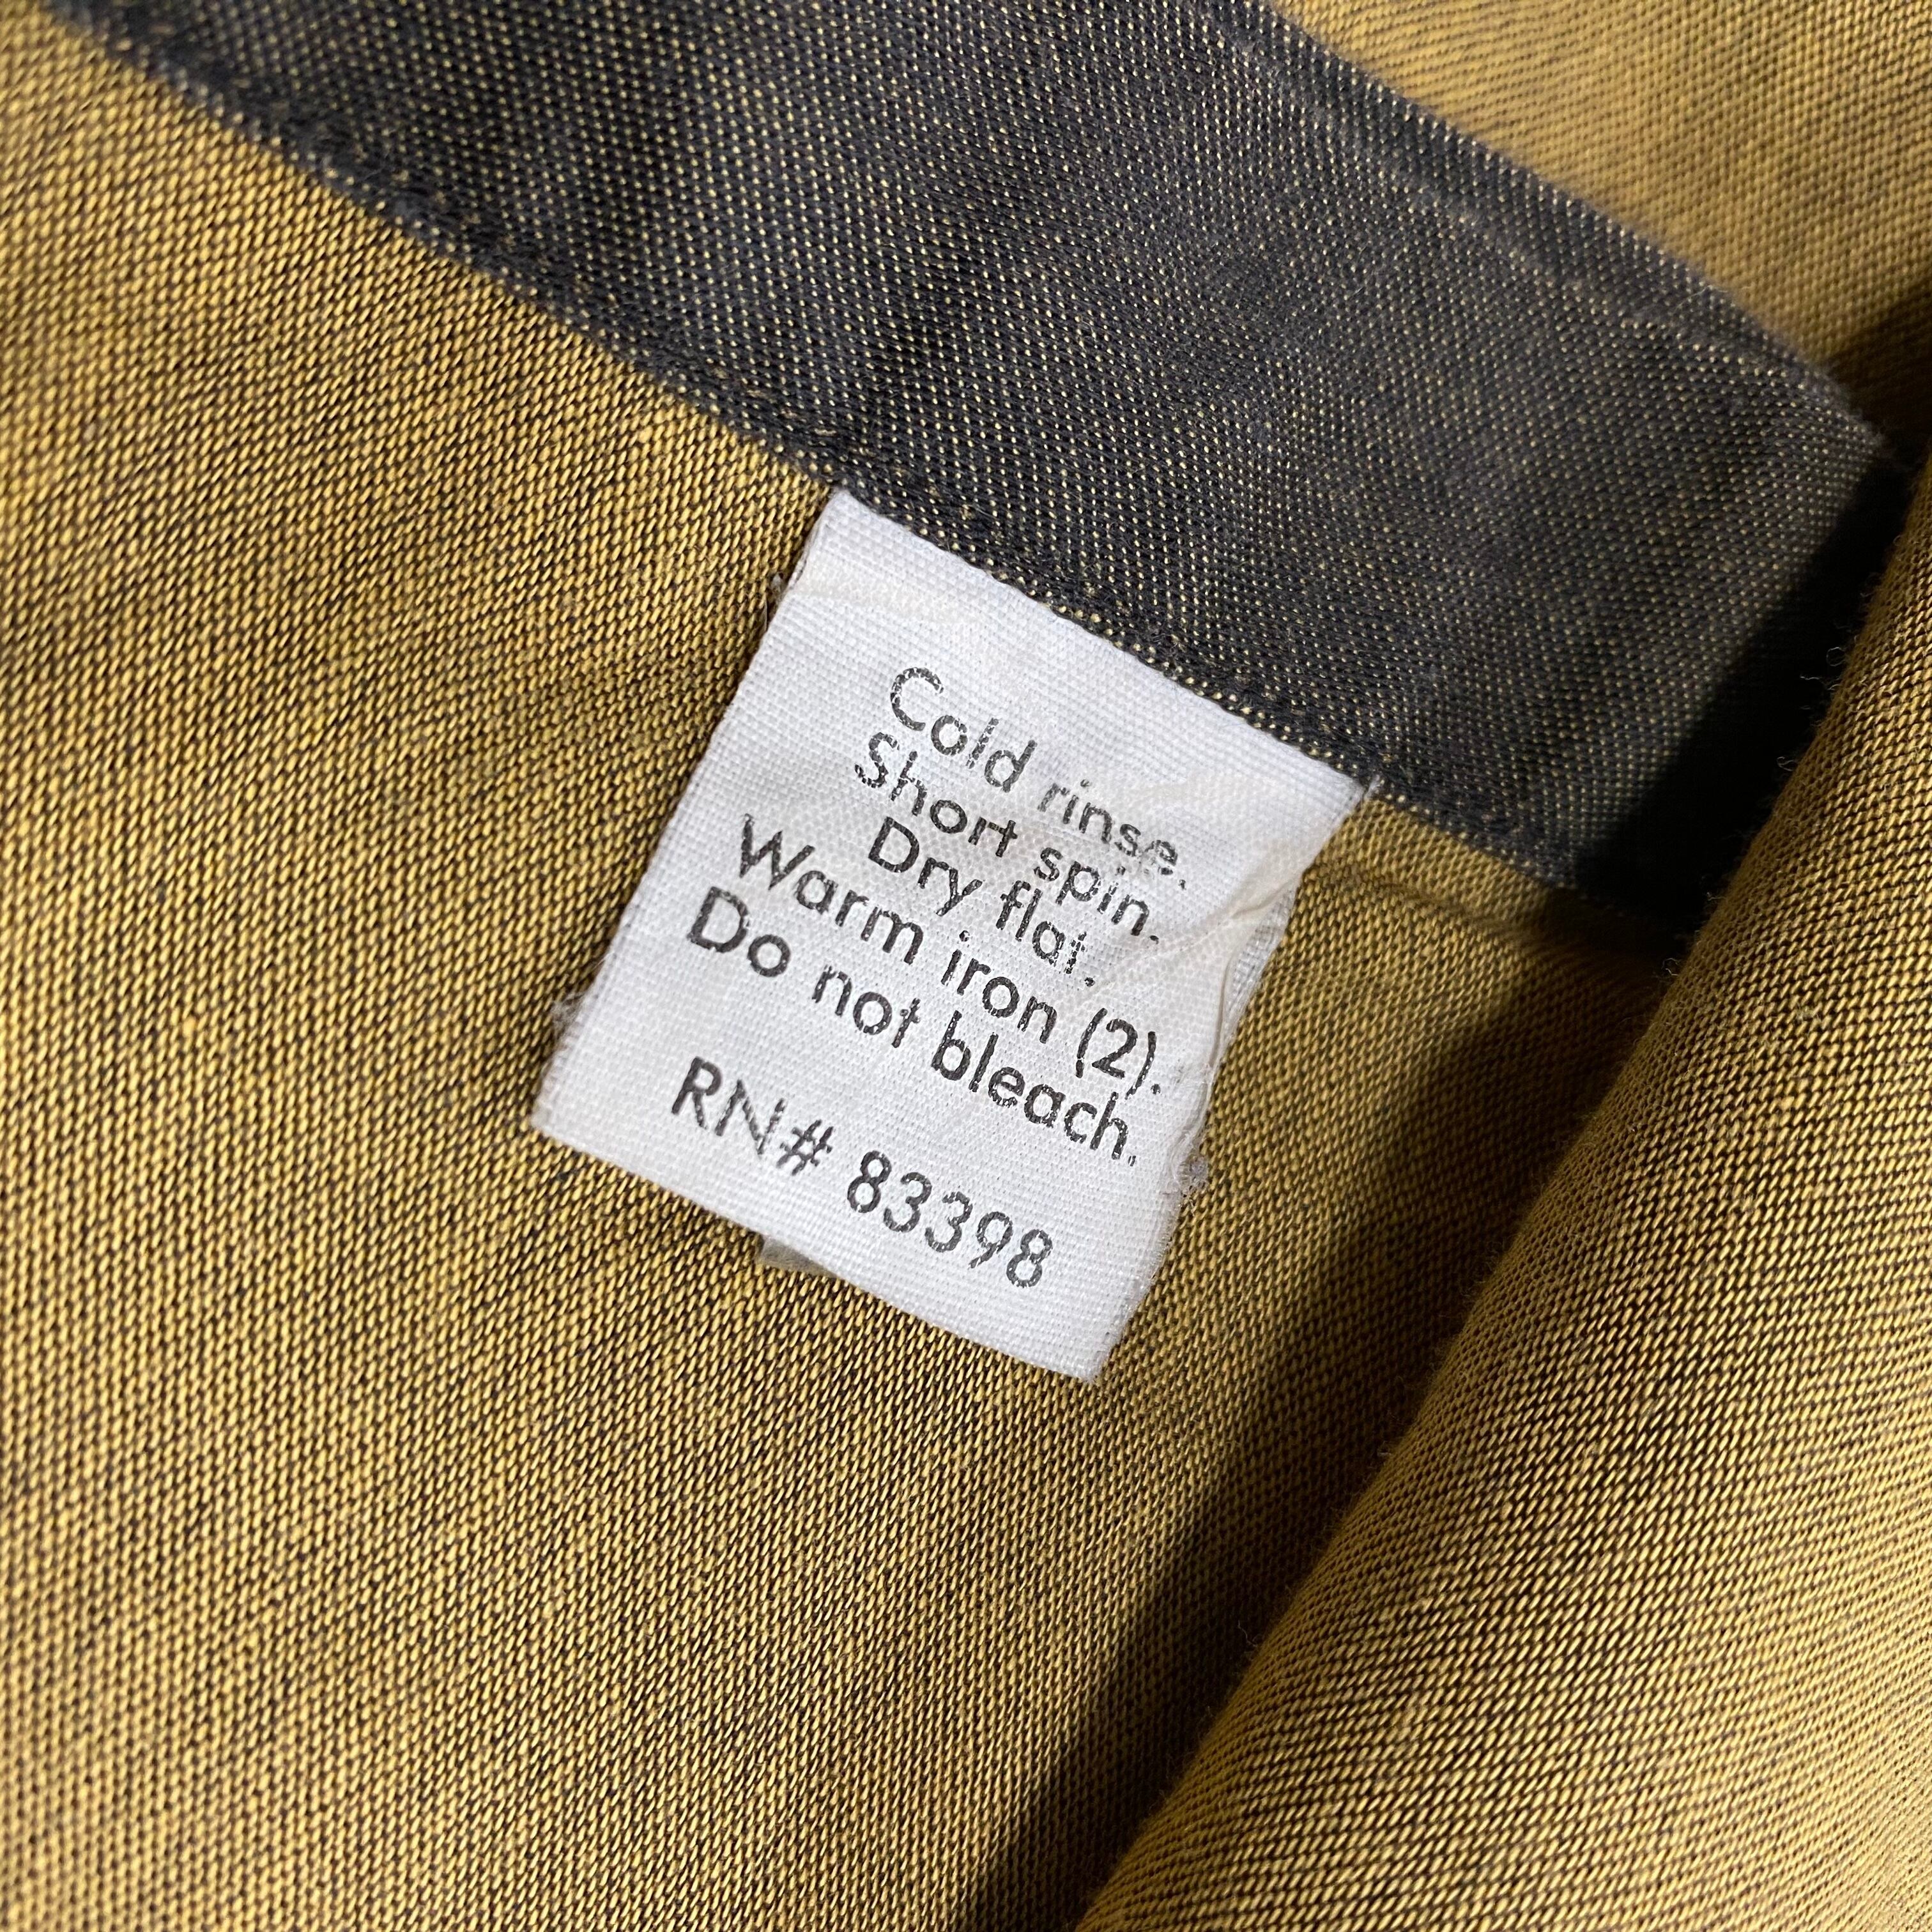 Cold rinse.
Short spin.
Dry flat.
Warm iron (2).
Do not bleach.
RN# 83398